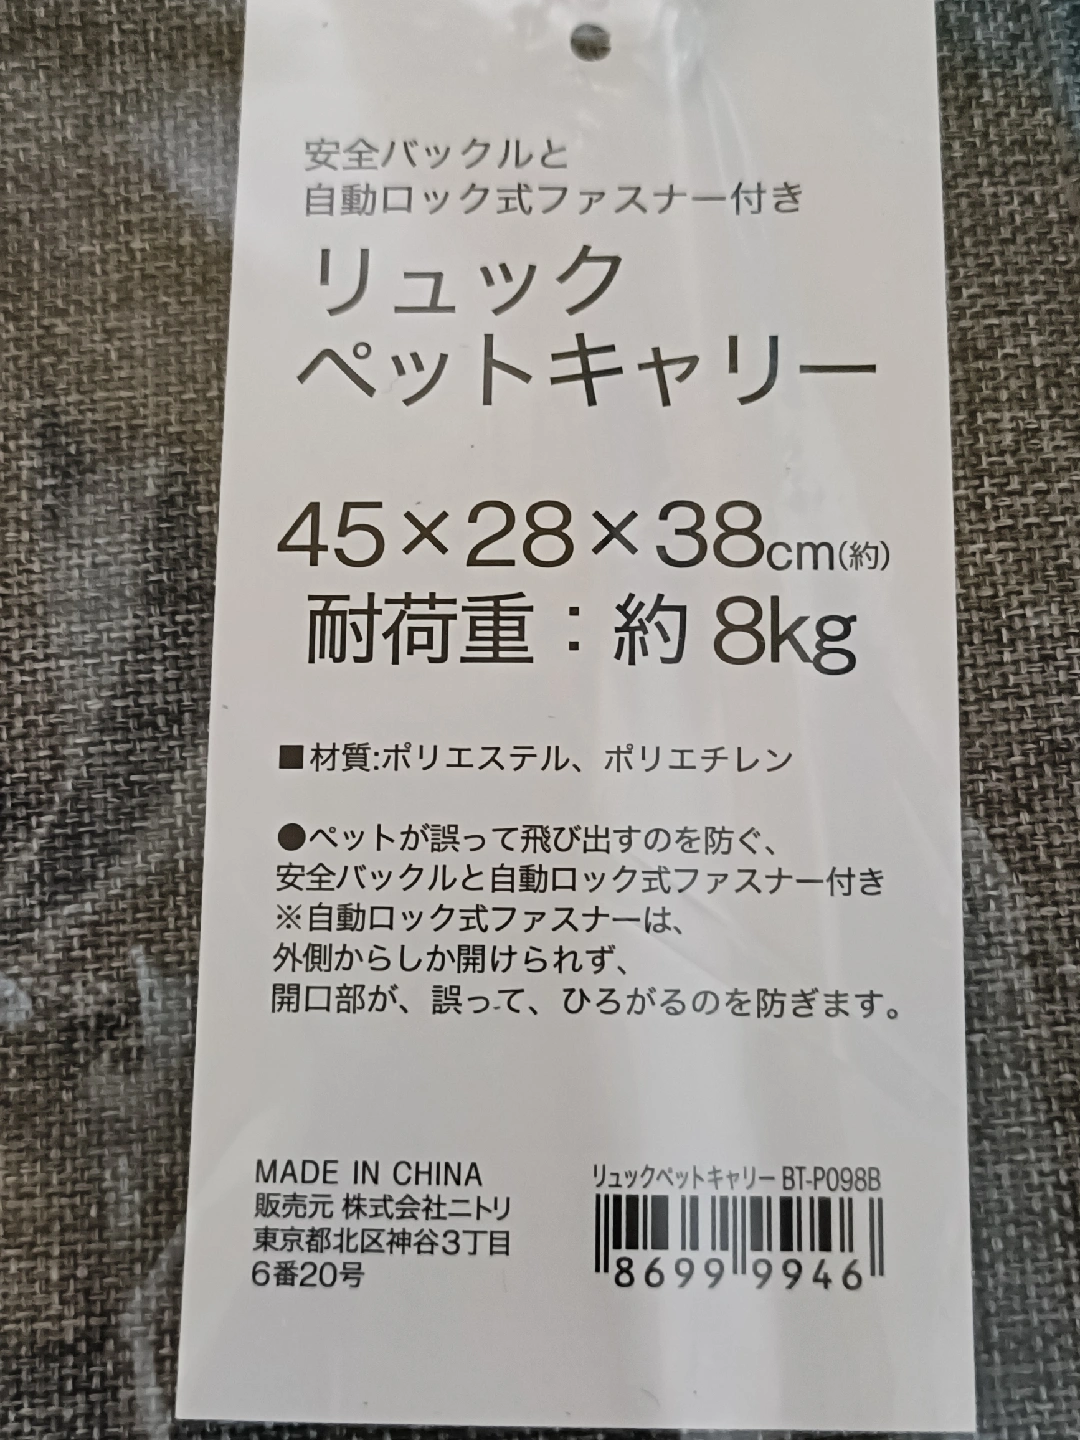 安全バックルと
自動ロック式ファスナー付き
リュック
ペットキャリー
45×28×38cm(約)
耐荷重：約 8kg
■材質:ポリエステル、ポリエチレン
●ペットが誤って飛び出すのを防ぐ、
安全バックルと自動ロック式ファスナー付き
※自動ロック式ファスナーは、
外側からしか開けられず、
開口部が、誤って、ひろがるのを防ぎます。
MADE IN CHINA
販売元 株式会社ニトリ
東京都北区神谷3丁目
6番20号
リュックペットキャリー BT-P098B
86999946